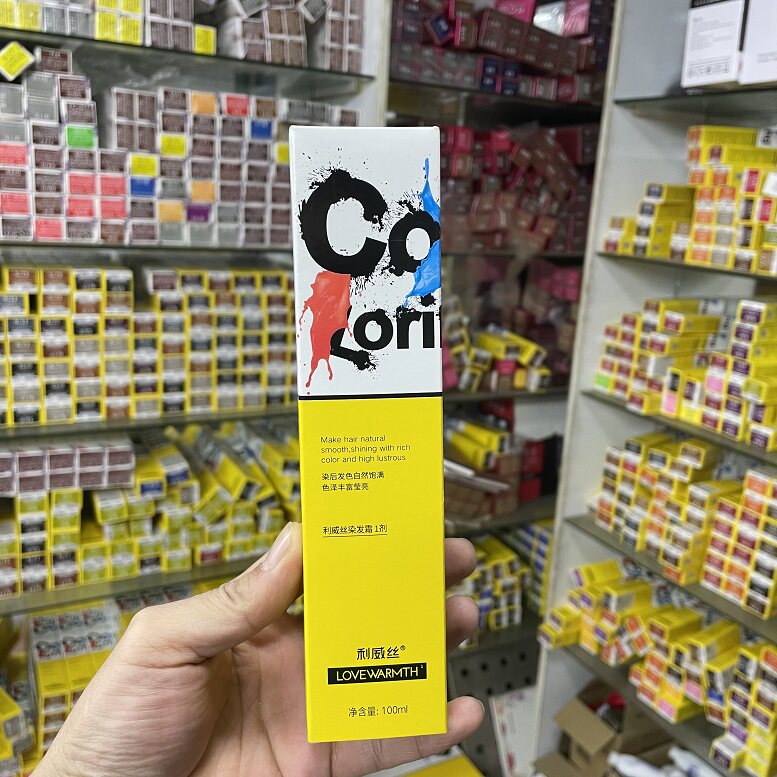 Co
lori
Make hair natural
smooth,shining with rich
color and high lustrous
染后发色自然饱满
色泽丰富莹亮
利威丝染发霜 1剂
利威丝®
LOVEWARMTH
净含量: 100ml